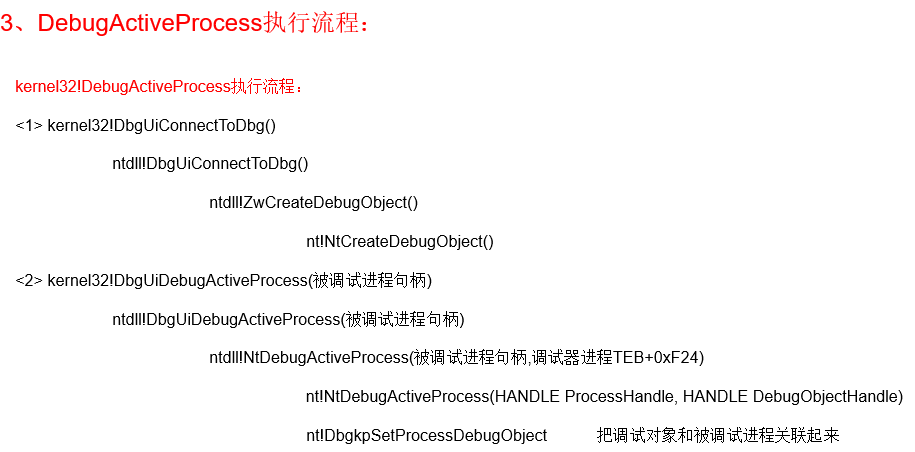 3、DebugActiveProcess执行流程：
kernel32!DebugActiveProcess执行流程：
<1> kernel32!DbgUiConnectToDbg()
ntdll!DbgUiConnectToDbg()
ntdll!ZwCreateDebugObject()
nt!NtCreateDebugObject()
<2> kernel32!DbgUiDebugActiveProcess(被调试进程句柄)
ntdll!DbgUiDebugActiveProcess(被调试进程句柄)
ntdll!NtDebugActiveProcess(被调试进程句柄,调试器进程TEB+0xF24)
nt!NtDebugActiveProcess(HANDLE ProcessHandle, HANDLE DebugObjectHandle)
nt!DbgkpSetProcessDebugObject 把调试对象和被调试进程关联起来